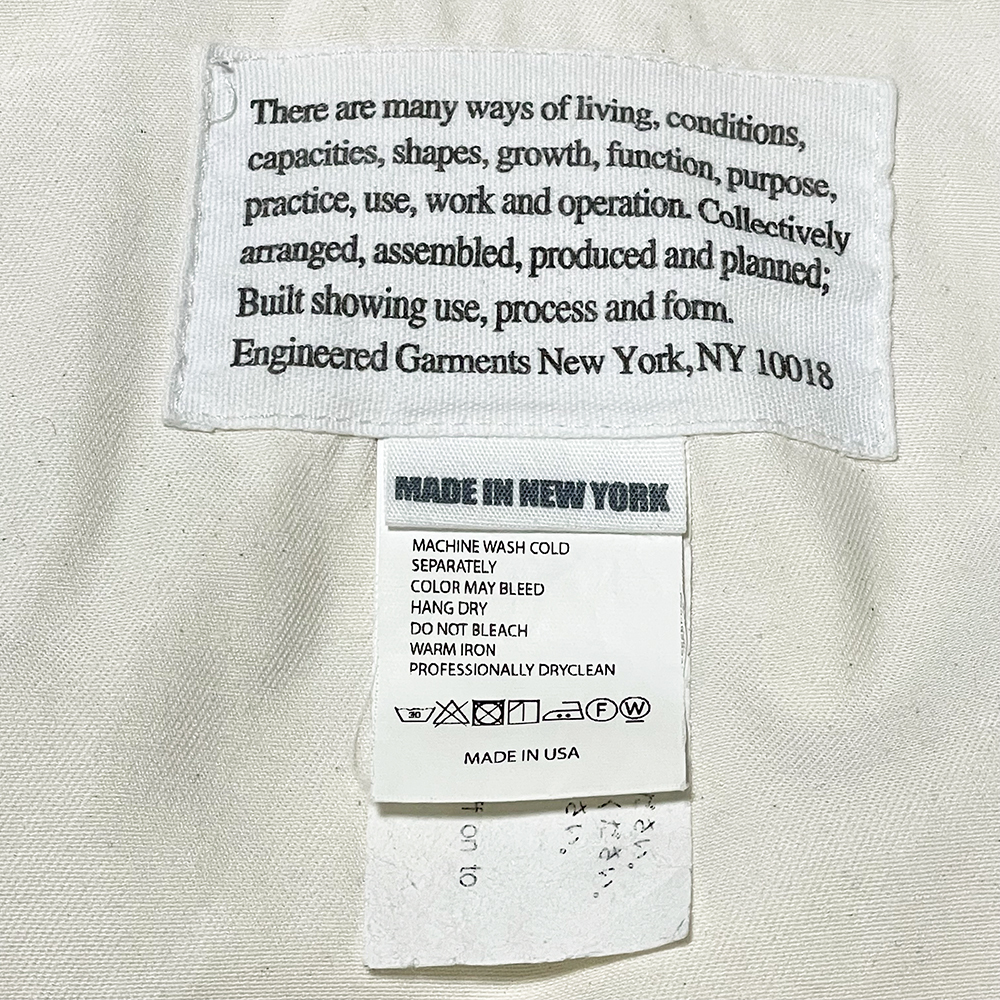 There are many ways of living, conditions,
capacities, shapes, growth, function, purpose,
practice, use, work and operation. Collectively
arranged, assembled, produced and planned;
Built showing use, process and form.
Engineered Garments New York, NY 10018
MADE IN NEW YORK
MACHINE WASH COLD
SEPARATELY
COLOR MAY BLEED
HANG DRY
DO NOT BLEACH
WARM IRON
PROFESSIONALLY DRYCLEAN
30 F W
MADE IN USA
on to